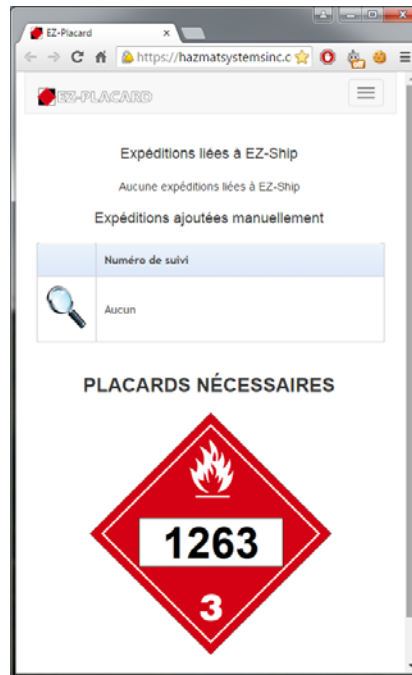 EZ-Placard
https://hazmatsystemsinc.c
EZ-PLACARD
Expéditions liées à EZ-Ship
Aucune expéditions liées à EZ-Ship
Expéditions ajoutées manuellement
Numéro de suivi
Aucun
PLACARDS NÉCESSAIRES
1263
3